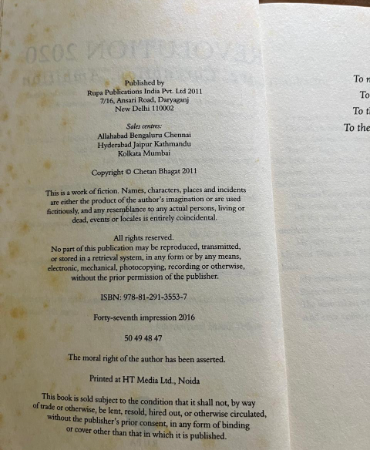 Published by
Rupa Publications India Pvt. Ltd 2011
7/16, Ansari Road, Daryaganj
New Delhi 110002
Sales centres:
Allahabad Bengaluru Chennai
Hyderabad Jaipur Kathmandu
Kolkata Mumbai
Copyright © Chetan Bhagat 2011
This is a work of fiction. Names, characters, places and incidents
are either the product of the author's imagination or are used
fictitiously, and any resemblance to any actual persons, living or
dead, events or locales is entirely coincidental.
All rights reserved.
No part of this publication may be reproduced, transmitted,
or stored in a retrieval system, in any form or by any means,
electronic, mechanical, photocopying, recording or otherwise,
without the prior permission of the publisher.
ISBN: 978-81-291-3553-7
Forty-seventh impression 2016
50 49 48 47
The moral right of the author has been asserted.
Printed at HT Media Ltd., Noida
This book is sold subject to the condition that it shall not, by way
of trade or otherwise, be lent, resold, hired out, or otherwise circulated,
without the publisher's prior consent, in any form of binding
or cover other than that in which it is published.
To
To
To
To the